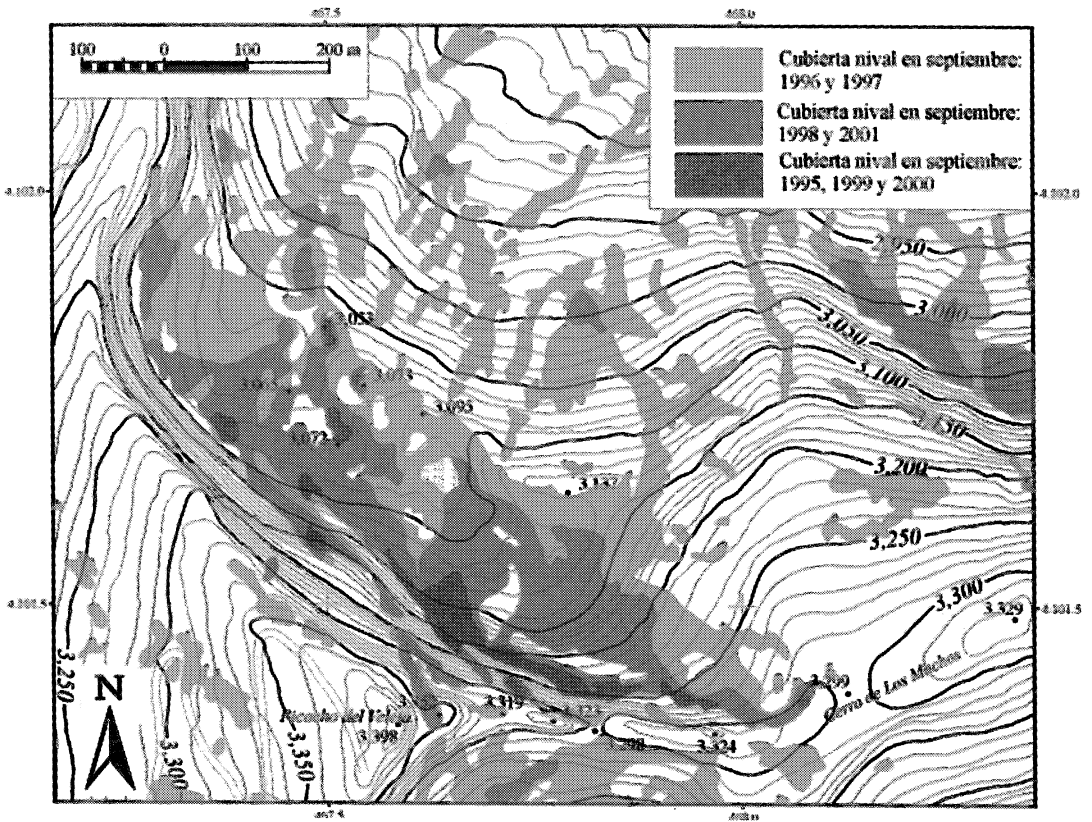 467.5
468.0
100 0 100 200 m
Cubierta nival en septiembre:
1996 y 1997
Cubierta nival en septiembre:
1998 y 2001
Cubierta nival en septiembre:
1995, 1999 y 2000
4.102.0
4.102.0
2,950
3,000
3.053
3,050
3.073
3,100
3.095
3,150
3.072
3,200
3.137
3,250
3,300
3.329
4.101.5
4.101.5
3,250
N
Cerro de Los Machos
Picacho del Veleta
3.398
3.319
3.324
3,300
3,350
467.5
468.0